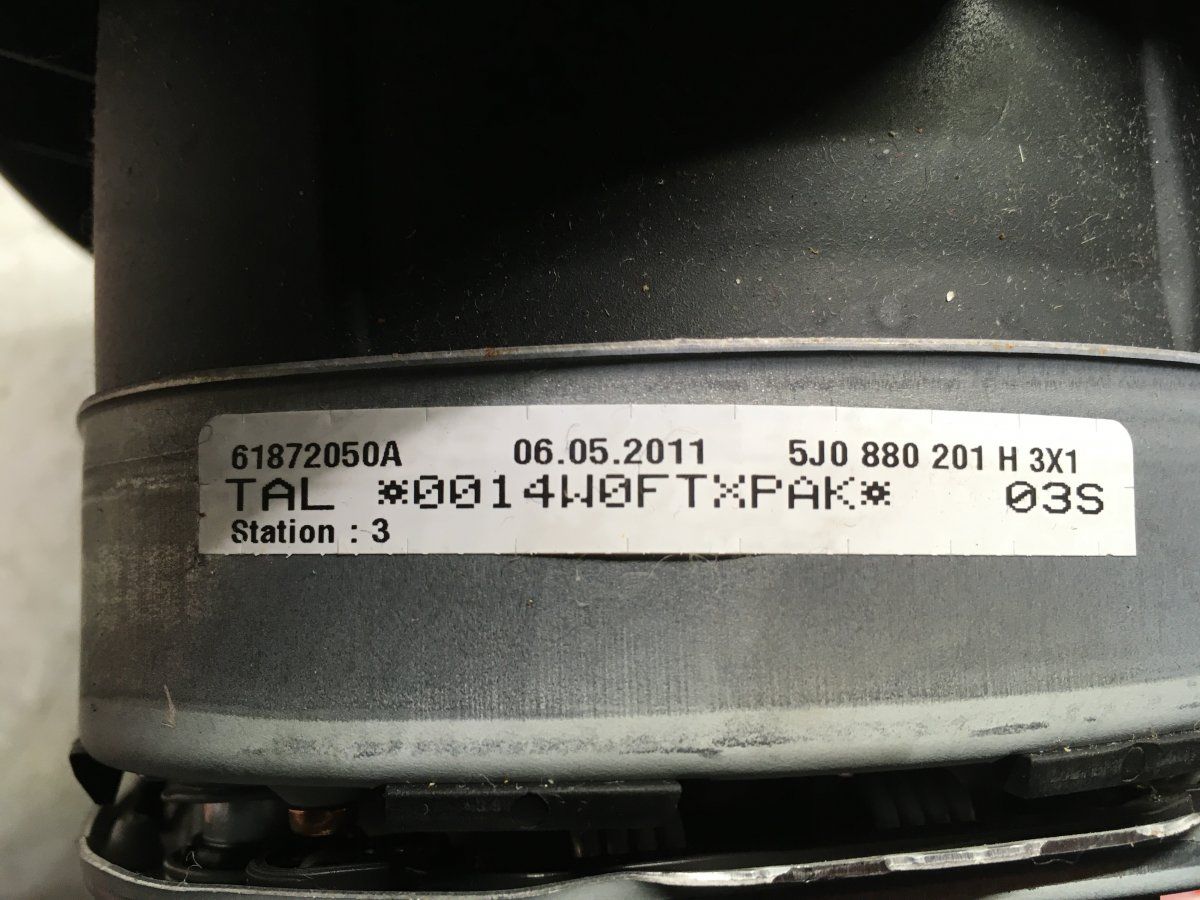 61872050A 06.05.2011 5J0 880 201 H 3X1
TAL *0014W0FTXPAK* 03S
Station : 3